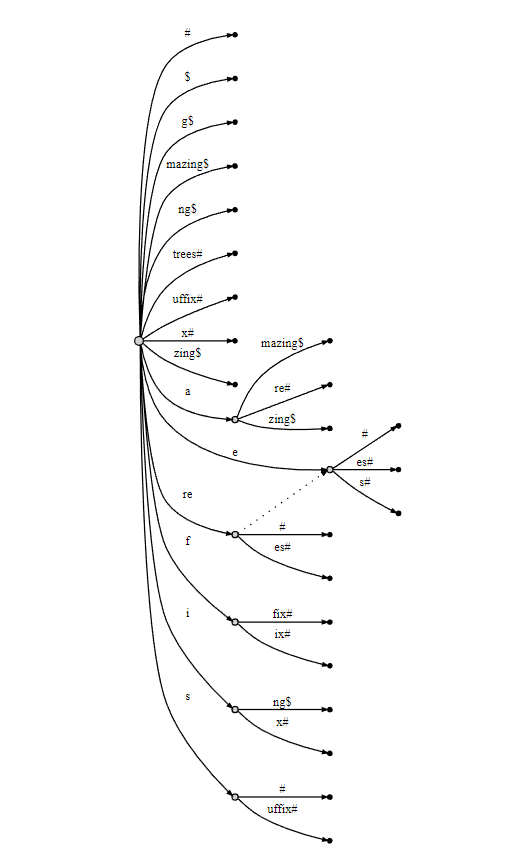 #
$
g$
mazing$
ng$
trees#
uffix#
x#
zing$
a
mazing$
re#
zing$
e
#
es#
s#
re
#
es#
f
fix#
ix#
i
ng$
x#
s
#
uffix#